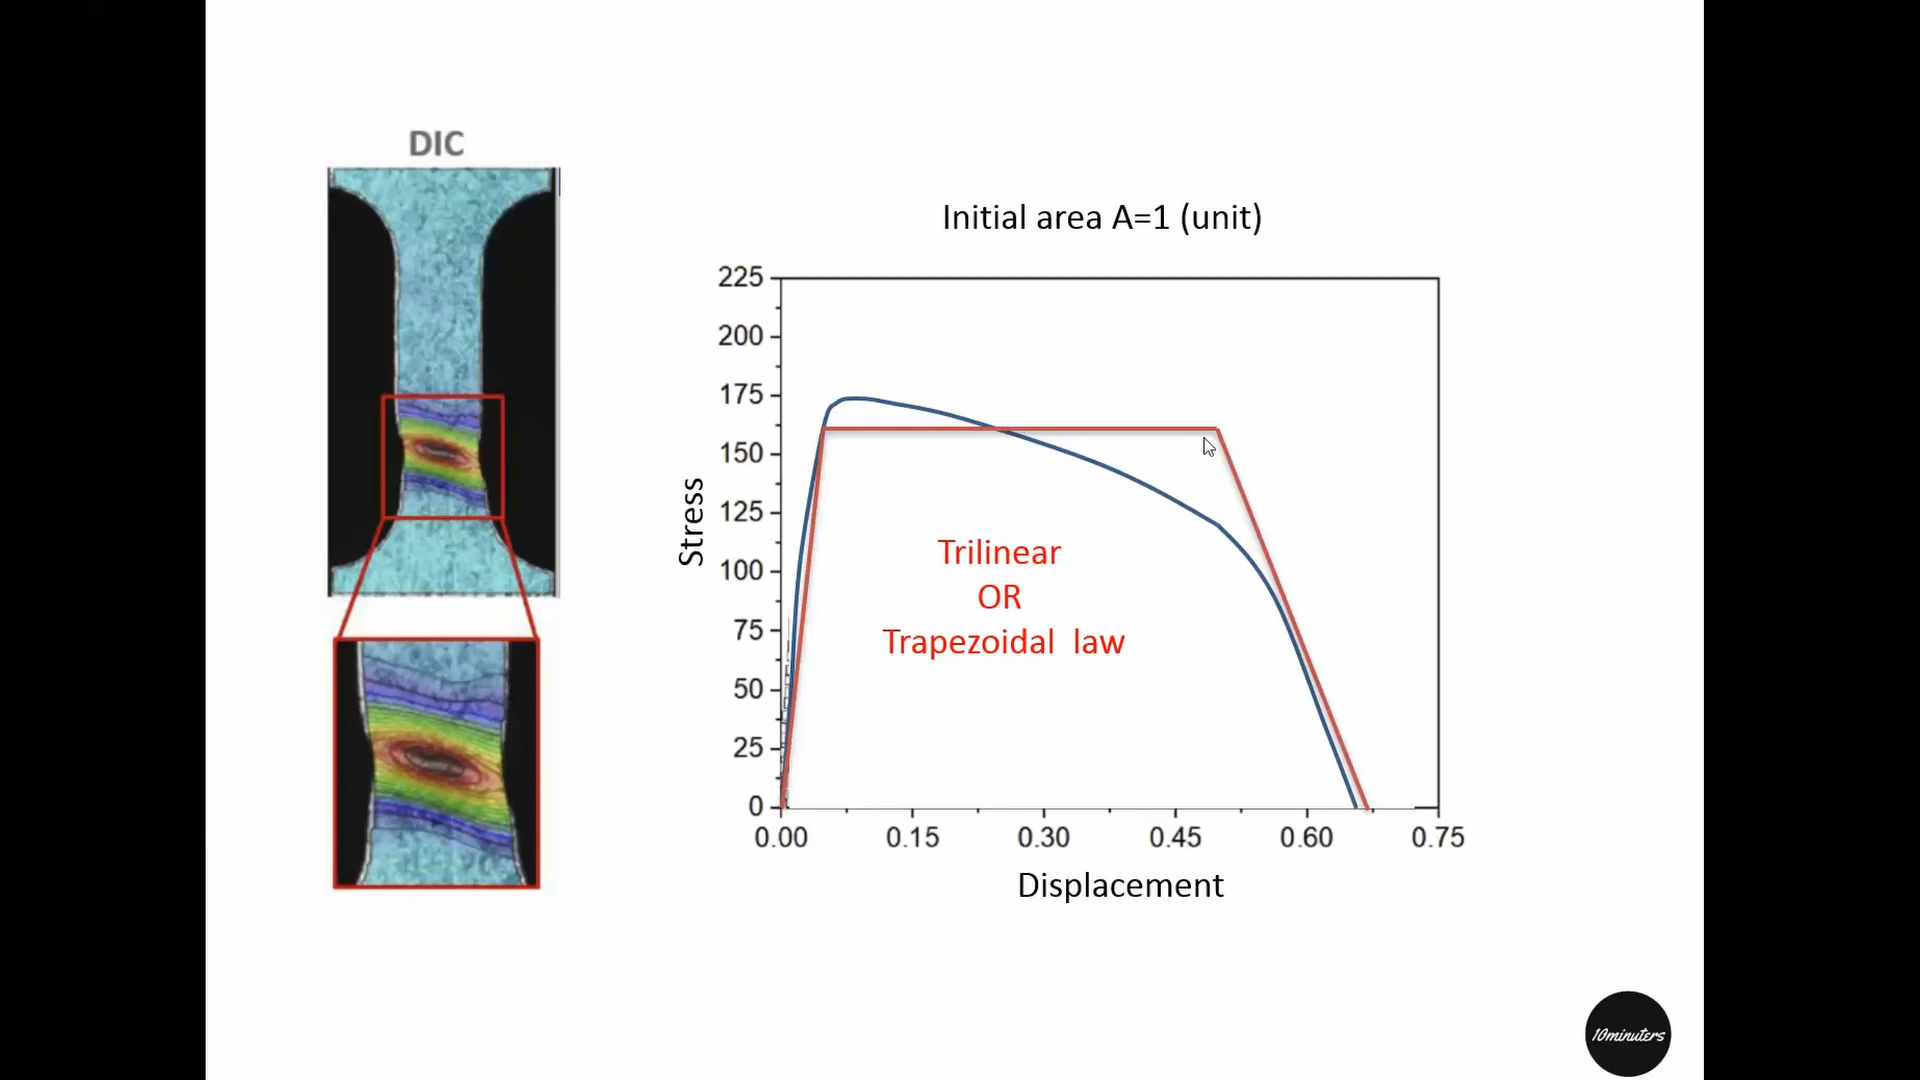 DIC
Initial area A=1 (unit)
225
200
175
150
125
100
75
50
25
0
Stress
Trilinear
OR
Trapezoidal law
0.00 0.15 0.30 0.45 0.60 0.75
Displacement
10minuters